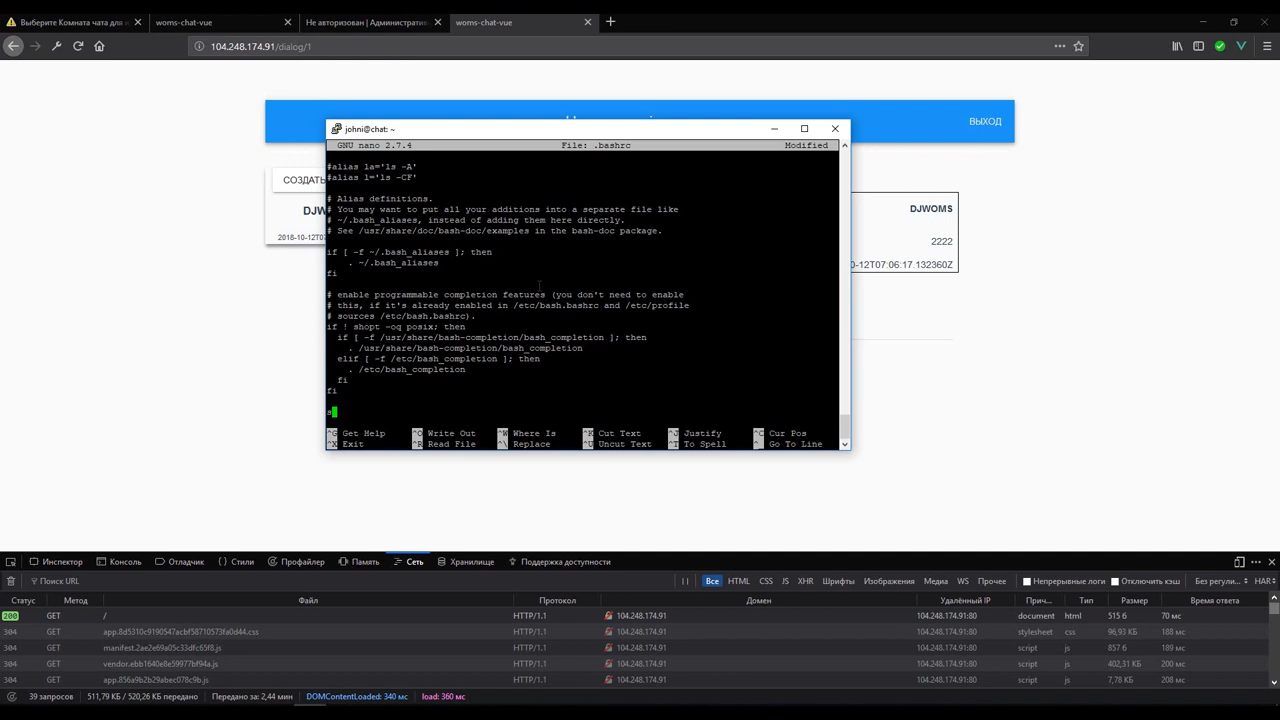 Выберите Комната чата для и
woms-chat-vue
Не авторизован | Административн
woms-chat-vue
104.248.174.91/dialog/1
ВЫХОД
СОЗДАТЬ
DJWO
2018-10-12T07
DJWOMS
2222
0-12T07:06:17.132360Z
johni@chat: ~
GNU nano 2.7.4 File: .bashrc Modified
#alias la='ls -A'
#alias l='ls -CF'
# Alias definitions.
# You may want to put all your additions into a separate file like
# ~/.bash_aliases, instead of adding them here directly.
# See /usr/share/doc/bash-doc/examples in the bash-doc package.
if [ -f ~/.bash_aliases ]; then
. ~/.bash_aliases
fi
# enable programmable completion features (you don't need to enable
# this, if it's already enabled in /etc/bash.bashrc and /etc/profile
# sources /etc/bash.bashrc).
if ! shopt -oq posix; then
if [ -f /usr/share/bash-completion/bash_completion ]; then
. /usr/share/bash-completion/bash_completion
elif [ -f /etc/bash_completion ]; then
. /etc/bash_completion
fi
fi
s
^G Get Help ^O Write Out ^W Where Is ^K Cut Text ^J Justify ^C Cur Pos
^X Exit ^R Read File ^\ Replace ^U Uncut Text ^T To Spell ^_ Go To Line
Инспектор Консоль Отладчик Стили Профайлер Память Сеть Хранилище Поддержка доступности
Поиск URL Все HTML CSS JS XHR Шрифты Изображения Медиа WS Прочее Непрерывные логи Отключить кэш Без регули... HAR
Статус Метод Файл Протокол Домен Удалённый IP Прич... Тип Размер Время ответа
200 GET / HTTP/1.1 104.248.174.91 104.248.174.91:80 document html 515 б 70 мс
304 GET app.8d5310c9190547acbf58710573fa0d44.css HTTP/1.1 104.248.174.91 104.248.174.91:80 stylesheet css 96,93 КБ 188 мс
304 GET manifest.2ae2e69a05c33dfc65f8.js HTTP/1.1 104.248.174.91 104.248.174.91:80 script js 857 б 189 мс
304 GET vendor.ebb1640e8e59977bf94a.js HTTP/1.1 104.248.174.91 104.248.174.91:80 script js 402,31 КБ 200 мс
304 GET app.856a9b2b29abec078c9b.js HTTP/1.1 104.248.174.91 104.248.174.91:80 script js 7,78 КБ 208 мс
39 запросов 511,79 КБ / 520,26 КБ передано Передано за: 2,44 мин DOMContentLoaded: 340 мс load: 360 мс